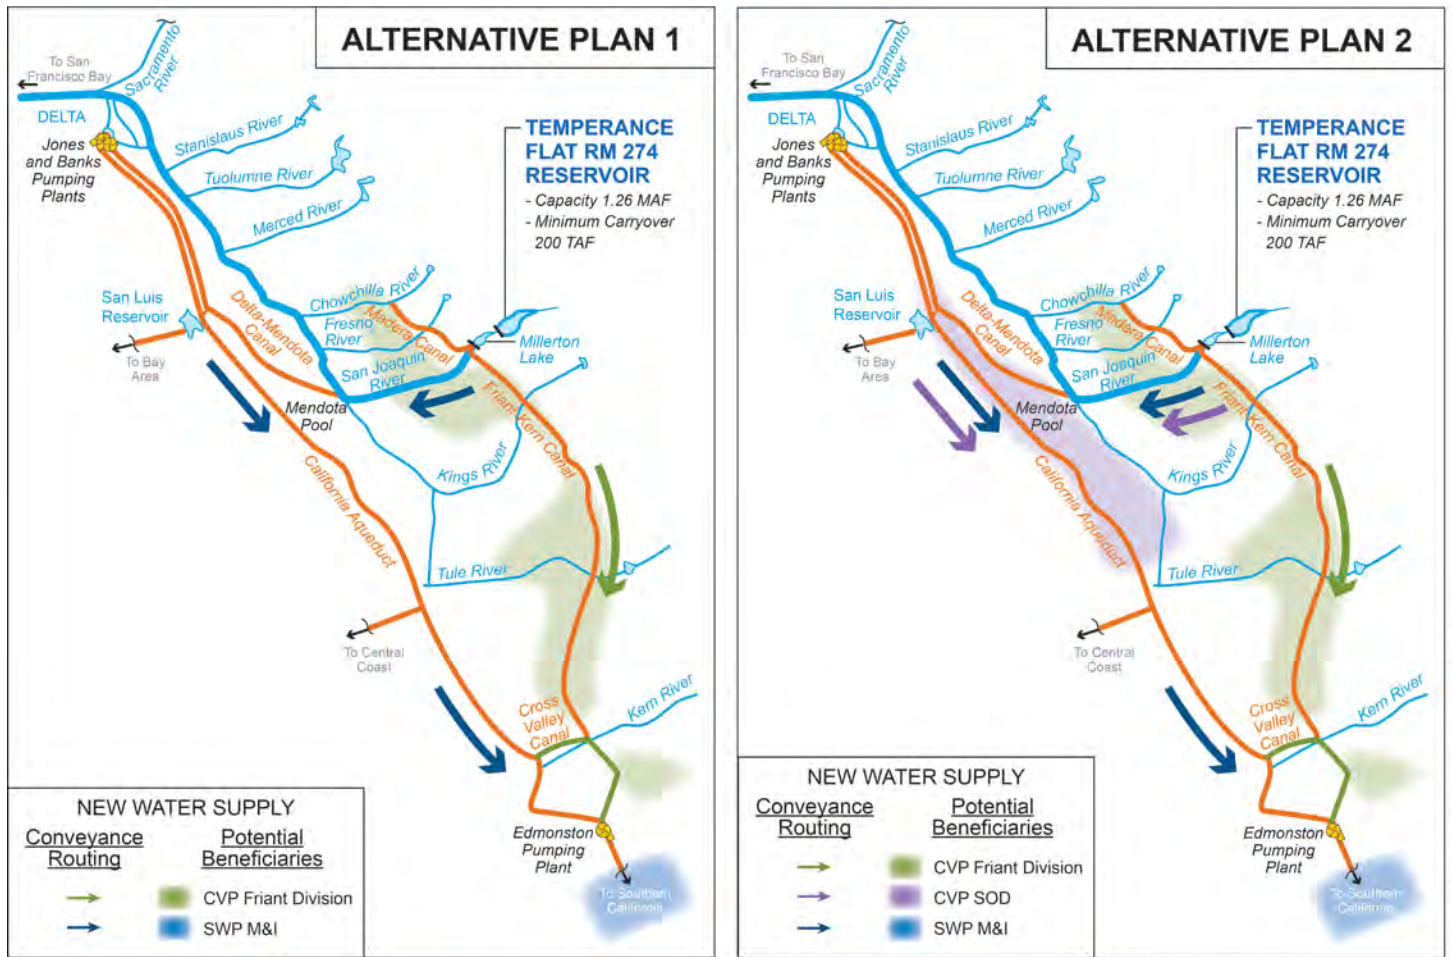 ALTERNATIVE PLAN 1
To San
Francisco Bay
Sacramento
River
DELTA
Jones
and Banks
Pumping
Plants
Stanislaus River
Tuolumne River
Merced River
TEMPERANCE
FLAT RM 274
RESERVOIR
- Capacity 1.26 MAF
- Minimum Carryover
200 TAF
San Luis
Reservoir
To Bay
Area
Delta-Mendota
Canal
Chowchilla River
Fresno
River
Madera Canal
San Joaquin
River
Millerton
Lake
Mendota
Pool
Friant Kern Canal
Kings River
California Aqueduct
Tule River
To Central
Coast
Cross
Valley
Canal
Kern River
Edmonston
Pumping
Plant
To Southern
California
NEW WATER SUPPLY
Conveyance
Routing
Potential
Beneficiaries
CVP Friant Division
SWP M&I
ALTERNATIVE PLAN 2
To San
Francisco Bay
Sacramento
River
DELTA
Jones
and Banks
Pumping
Plants
Stanislaus River
Tuolumne River
Merced River
TEMPERANCE
FLAT RM 274
RESERVOIR
- Capacity 1.26 MAF
- Minimum Carryover
200 TAF
San Luis
Reservoir
To Bay
Area
Delta-Mendota
Canal
Chowchilla River
Fresno
River
Madera Canal
San Joaquin
River
Millerton
Lake
Mendota
Pool
Friant Kern Canal
Kings River
California Aqueduct
Tule River
To Central
Coast
Cross
Valley
Canal
Kern River
Edmonston
Pumping
Plant
To Southern
California
NEW WATER SUPPLY
Conveyance
Routing
Potential
Beneficiaries
CVP Friant Division
CVP SOD
SWP M&I